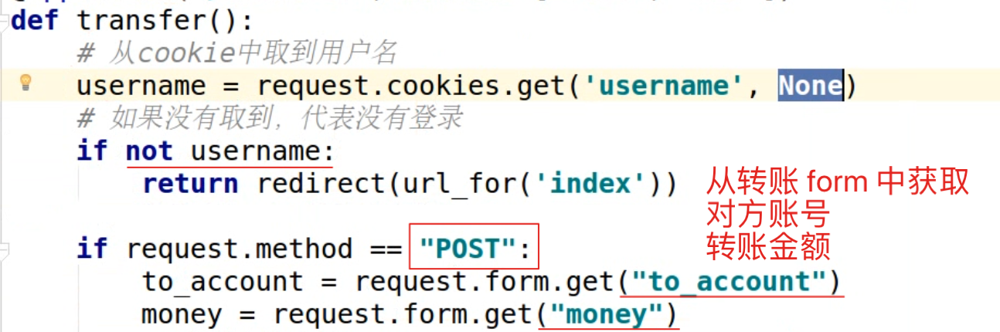 def transfer():
# 从cookie中取到用户名
username = request.cookies.get('username', None)
# 如果没有取到，代表没有登录
if not username:
return redirect(url_for('index'))
从转账 form 中获取
对方账号
转账金额
if request.method == "POST":
to_account = request.form.get("to_account")
money = request.form.get("money")